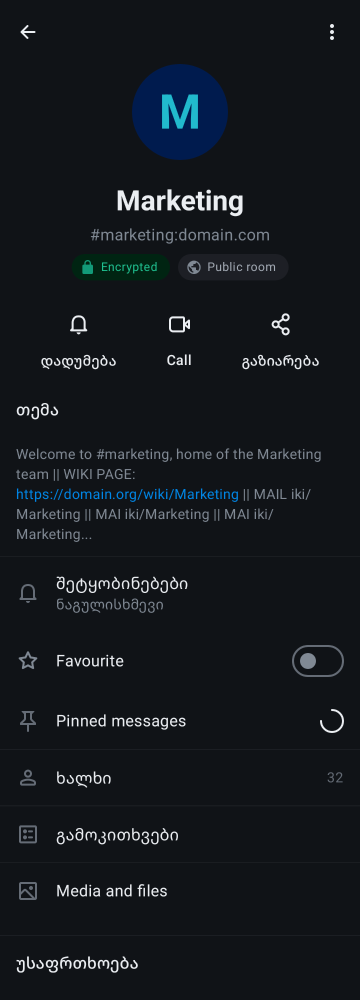 M
Marketing
#marketing:domain.com
Encrypted
Public room
დადუმება
Call
გაზიარება
თემა
Welcome to #marketing, home of the Marketing
team || WIKI PAGE:
https://domain.org/wiki/Marketing || MAIL iki/
Marketing || MAI iki/Marketing || MAI iki/
Marketing...
შეტყობინებები
ნაგულისხმევი
Favourite
Pinned messages
ხალხი
32
გამოკითხვები
Media and files
უსაფრთხოება